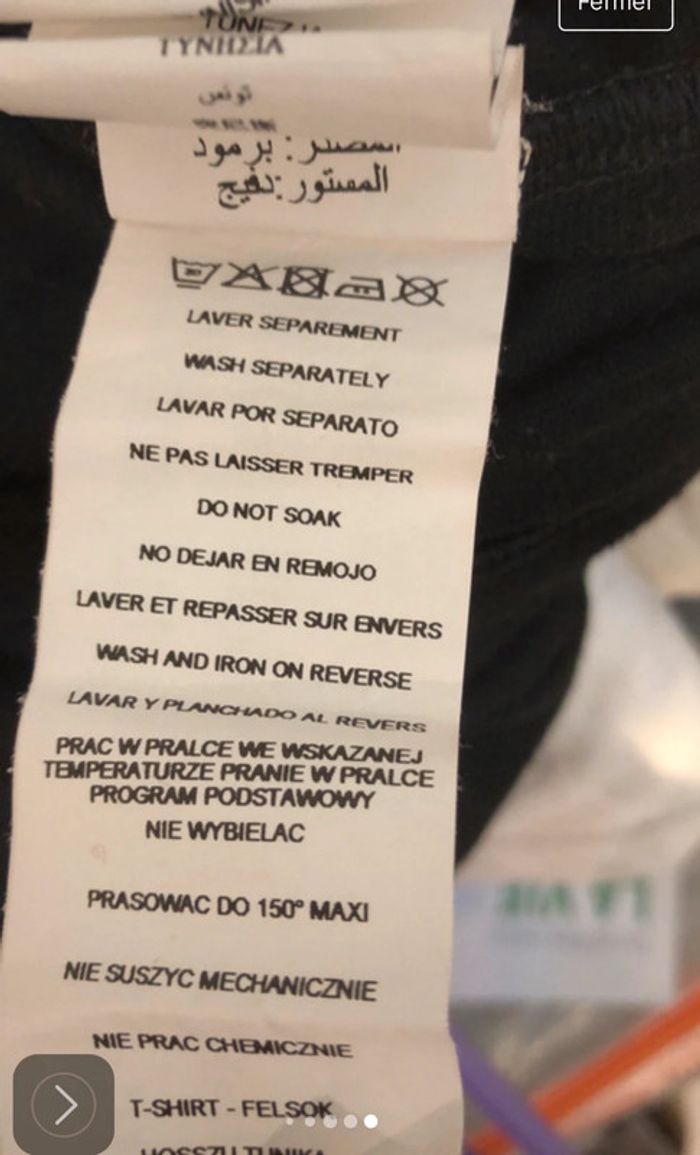 Fermer
ΤΥΝΗΣΙΑ
تونس
برمود
المستور:
30
LAVER SEPAREMENT
WASH SEPARATELY
LAVAR POR SEPARATO
NE PAS LAISSER TREMPER
DO NOT SOAK
NO DEJAR EN REMOJO
LAVER ET REPASSER SUR ENVERS
WASH AND IRON ON REVERSE
LAVAR Y PLANCHADO AL REVERS
PRAC W PRALCE WE WSKAZANEJ
TEMPERATURZE PRANIE W PRALCE
PROGRAM PODSTAWOWY
NIE WYBIELAC
PRASOWAC DO 150° MAXI
NIE SUSZYC MECHANICZNIE
NIE PRAC CHEMICZNIE
T-SHIRT - FELSOK